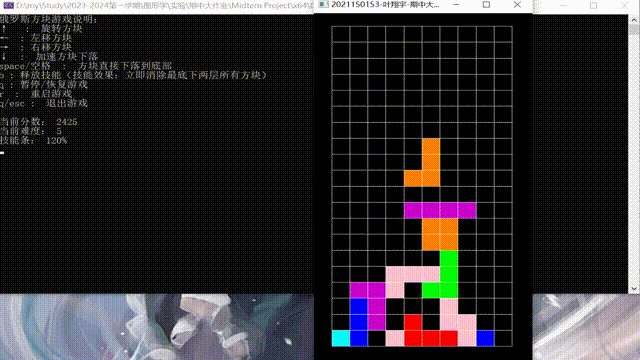 D:\my\Study\2023-2024第一学期\图形学\实验\期中大作业\Midterm Project\x64\
俄罗斯方块游戏说明:
↑ : 旋转方块
← : 左移方块
→ : 右移方块
↓ : 加速方块下落
space/空格 : 方块直接下落到底部
b : 释放技能(技能效果:立即消除最底下两层所有方块)
q : 暂停/恢复游戏
r : 重启游戏
q/esc : 退出游戏
当前分数: 2425
当前难度: 5
技能条: 120%
2021150153-叶翔宇-期中大...